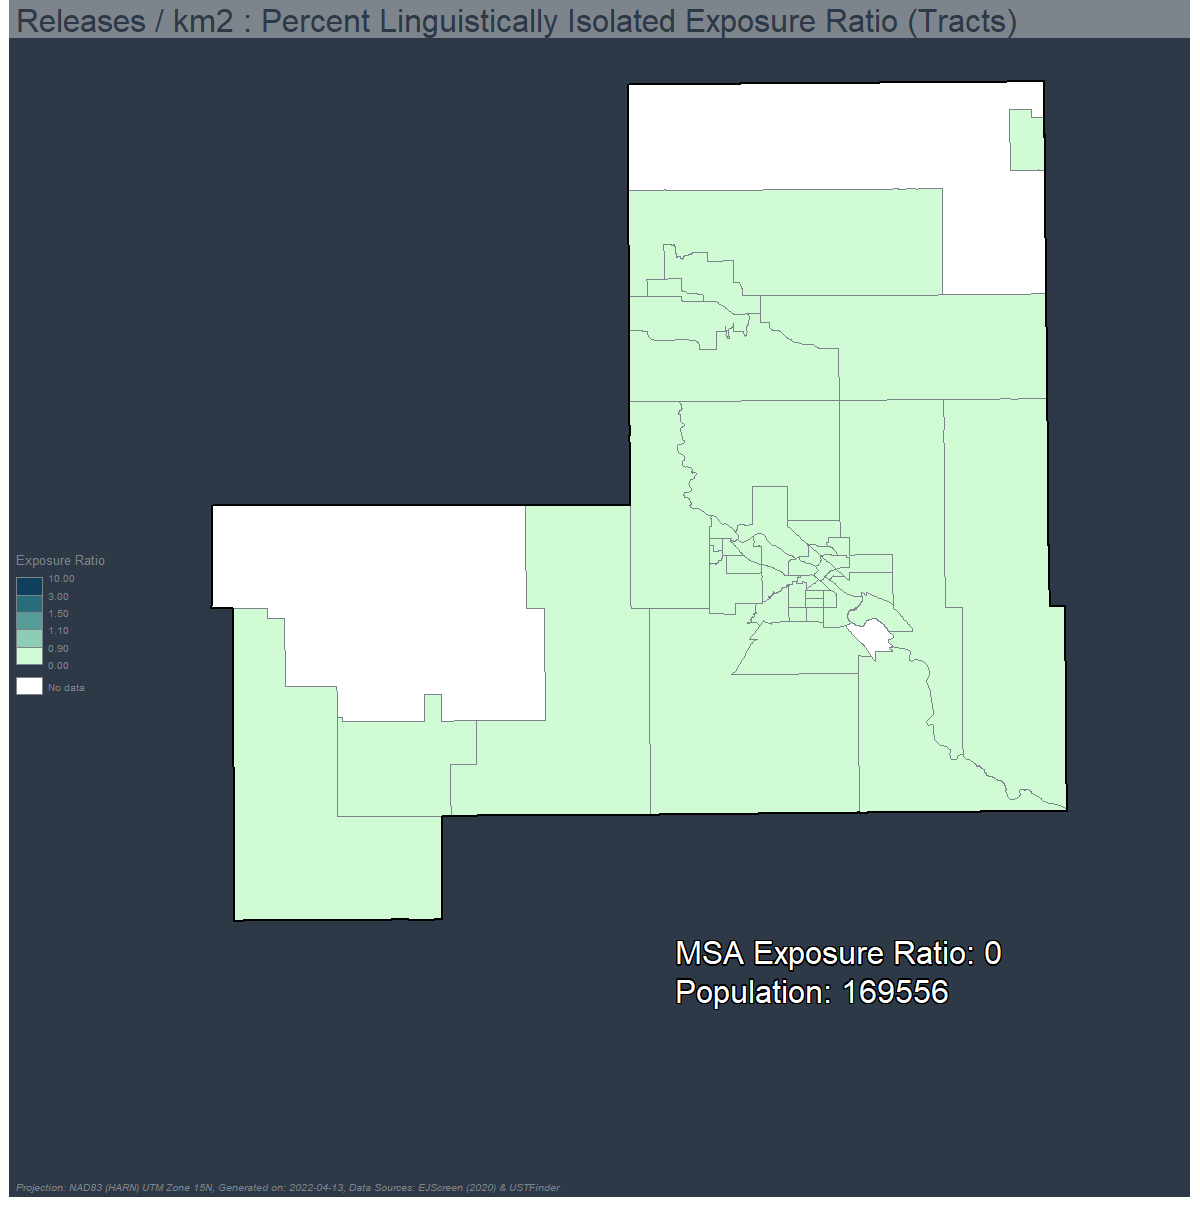 Releases / km2 : Percent Linguistically Isolated Exposure Ratio (Tracts)
Exposure Ratio
10.00
3.00
1.50
1.10
0.90
0.00
No data
MSA Exposure Ratio: 0
Population: 169556
Projection: NAD83 (HARN) UTM Zone 15N, Generated on: 2022-04-13, Data Sources: EJScreen (2020) & USTFinder